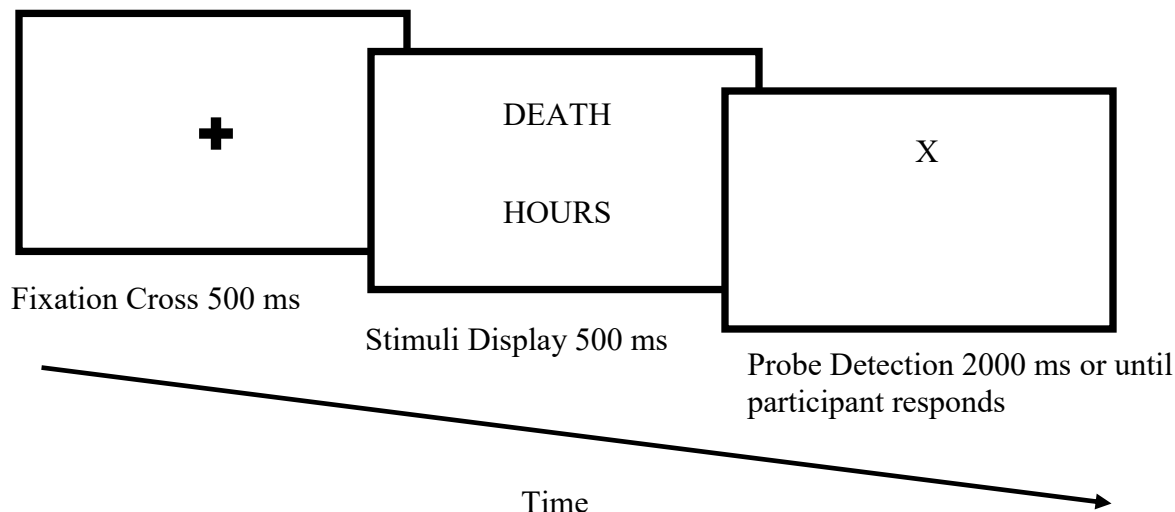 DEATH
HOURS
X
Fixation Cross 500 ms
Stimuli Display 500 ms
Probe Detection 2000 ms or until
participant responds
Time